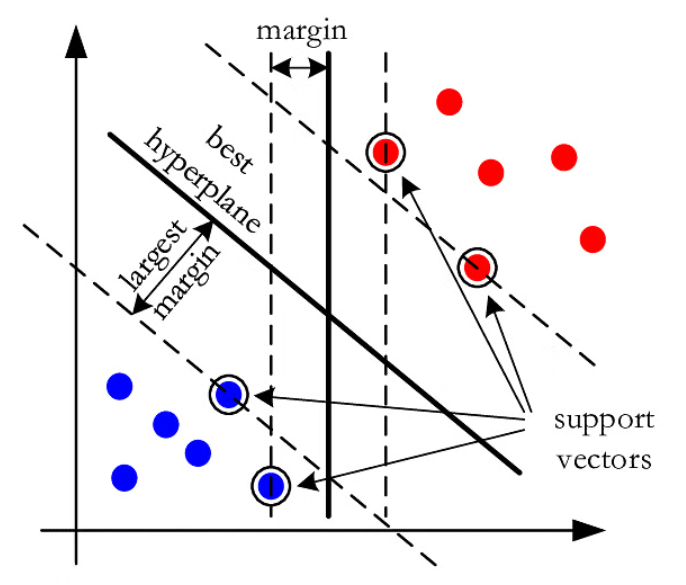 margin
best
hyperplane
largest
margin
support
vectors